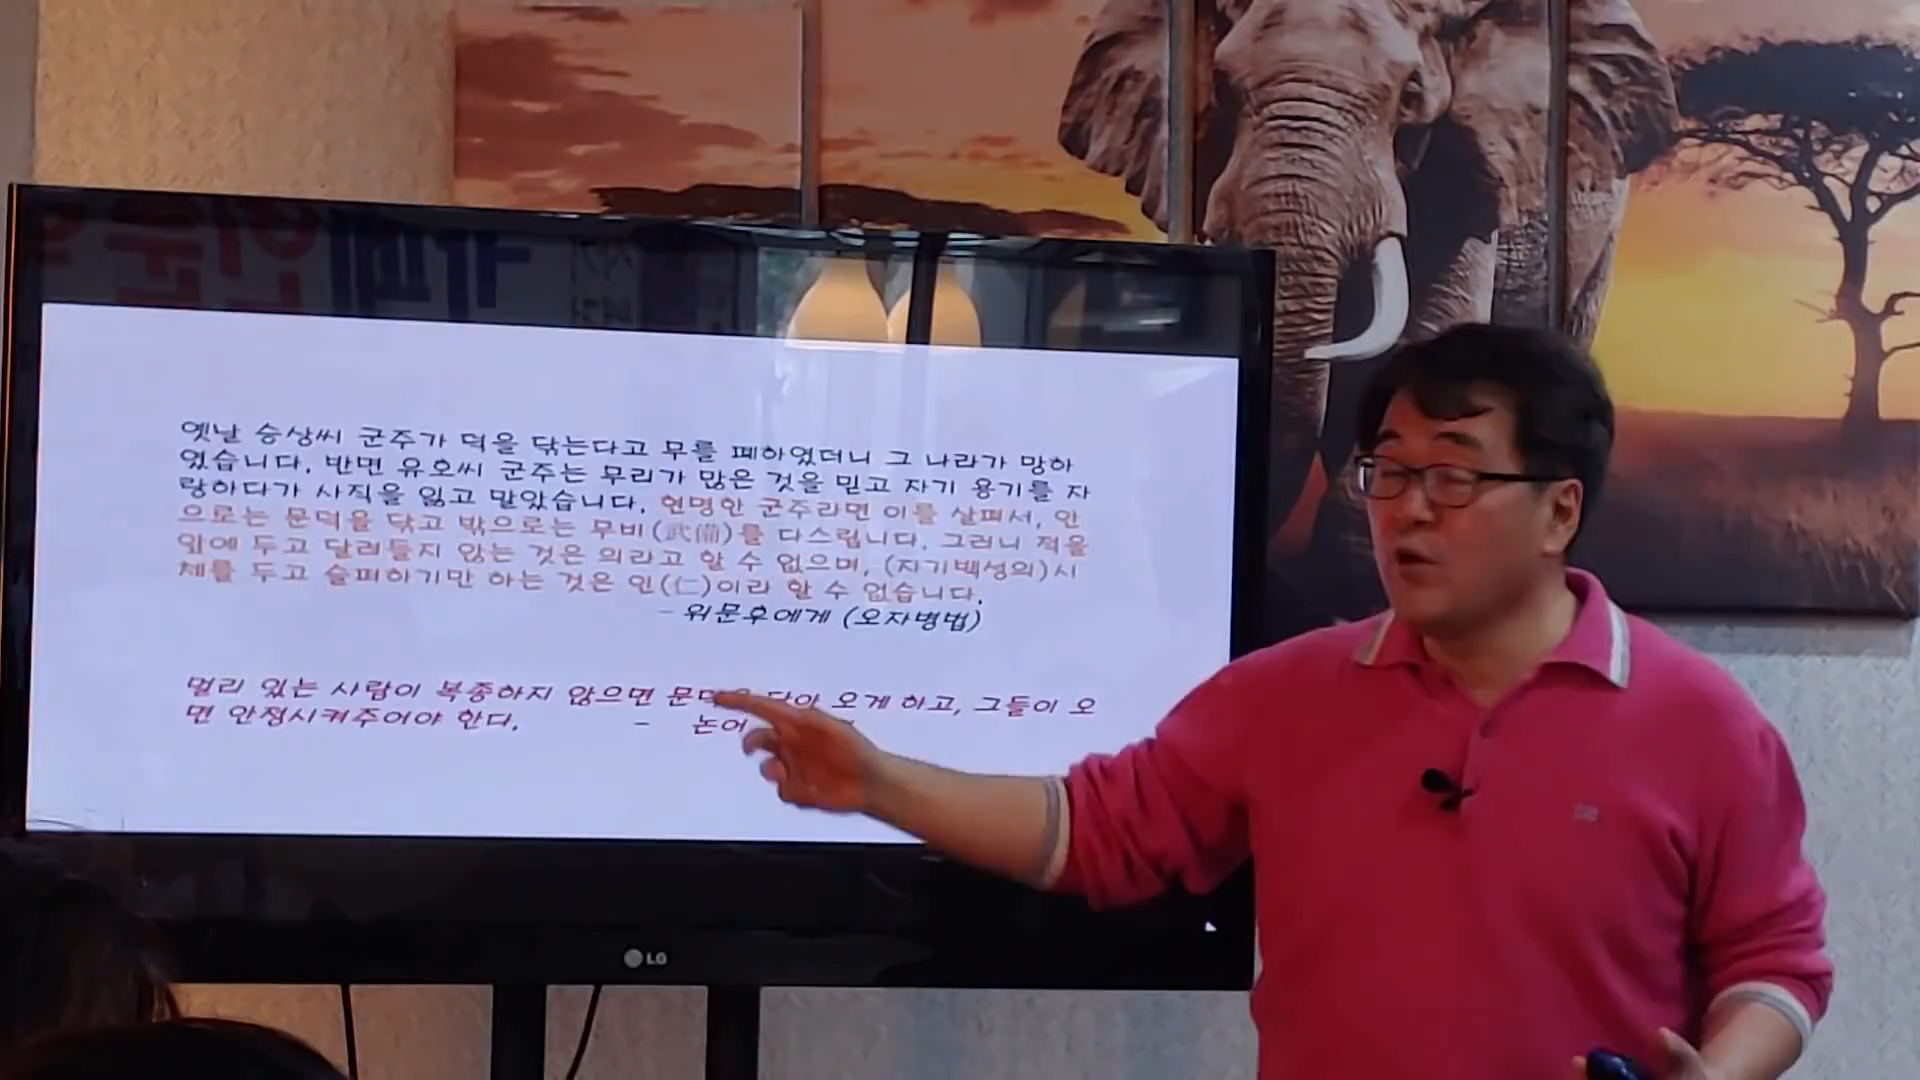 옛날 승상씨 군주가 덕을 닦는다고 무를 폐하였더니 그 나라가 망하
였습니다. 반면 유호씨 군주는 무리가 많은 것을 믿고 자기 용기를 자
랑하다가 사직을 잃고 말았습니다. 현명한 군주라면 이를 살펴서, 안
으로는 문덕을 닦고 밖으로는 무비(武備)를 다스립니다. 그러니 적을
앞에 두고 달려들지 않는 것은 의라고 할 수 없으며, (자기백성의)시
체를 두고 슬퍼하기만 하는 것은 인(仁)이라 할 수 없습니다.
- 위문후에게 (오자병법)
멀리 있는 사람이 복종하지 않으면 오게 하고, 그들이 오
면 안정시켜주어야 한다. - 논어
LG